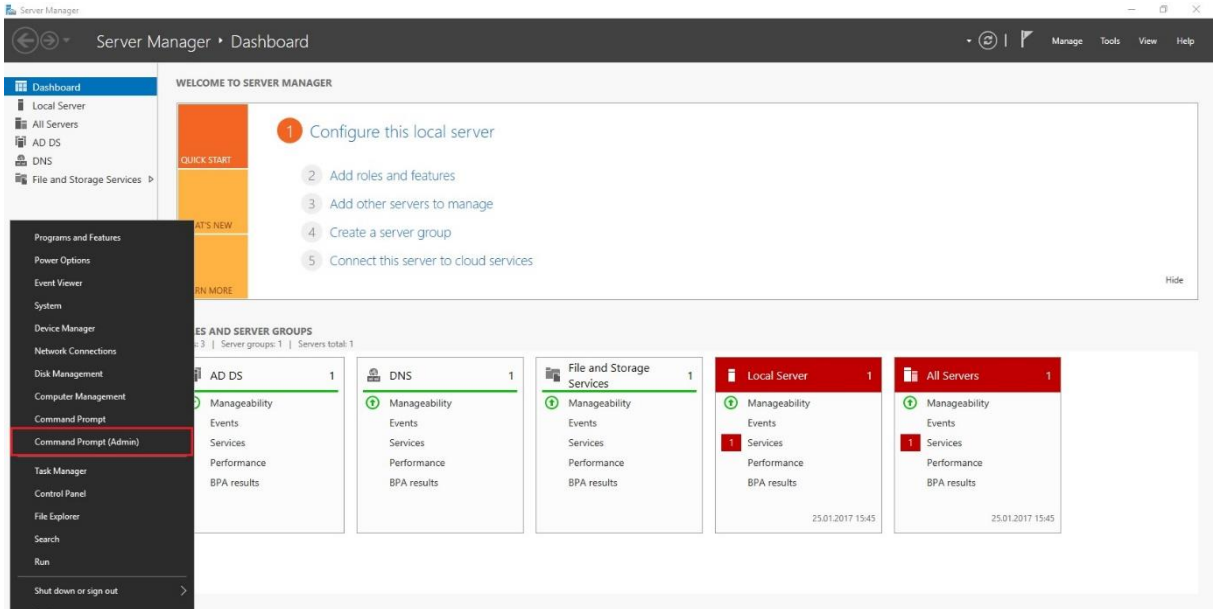 Server Manager
Server Manager • Dashboard
Manage Tools View Help
Dashboard
Local Server
All Servers
AD DS
DNS
File and Storage Services
WELCOME TO SERVER MANAGER
QUICK START
AT'S NEW
RN MORE
1 Configure this local server
2 Add roles and features
3 Add other servers to manage
4 Create a server group
5 Connect this server to cloud services
Hide
Programs and Features
Power Options
Event Viewer
System
Device Manager
Network Connections
Disk Management
Computer Management
Command Prompt
Command Prompt (Admin)
Task Manager
Control Panel
File Explorer
Search
Run
Shut down or sign out
ES AND SERVER GROUPS
: 3 | Server groups: 1 | Servers total: 1
AD DS 1
Manageability
Events
Services
Performance
BPA results
DNS 1
Manageability
Events
Services
Performance
BPA results
File and Storage
Services 1
Manageability
Events
Services
Performance
BPA results
Local Server 1
Manageability
Events
1 Services
Performance
BPA results
25.01.2017 15:45
All Servers 1
Manageability
Events
1 Services
Performance
BPA results
25.01.2017 15:45